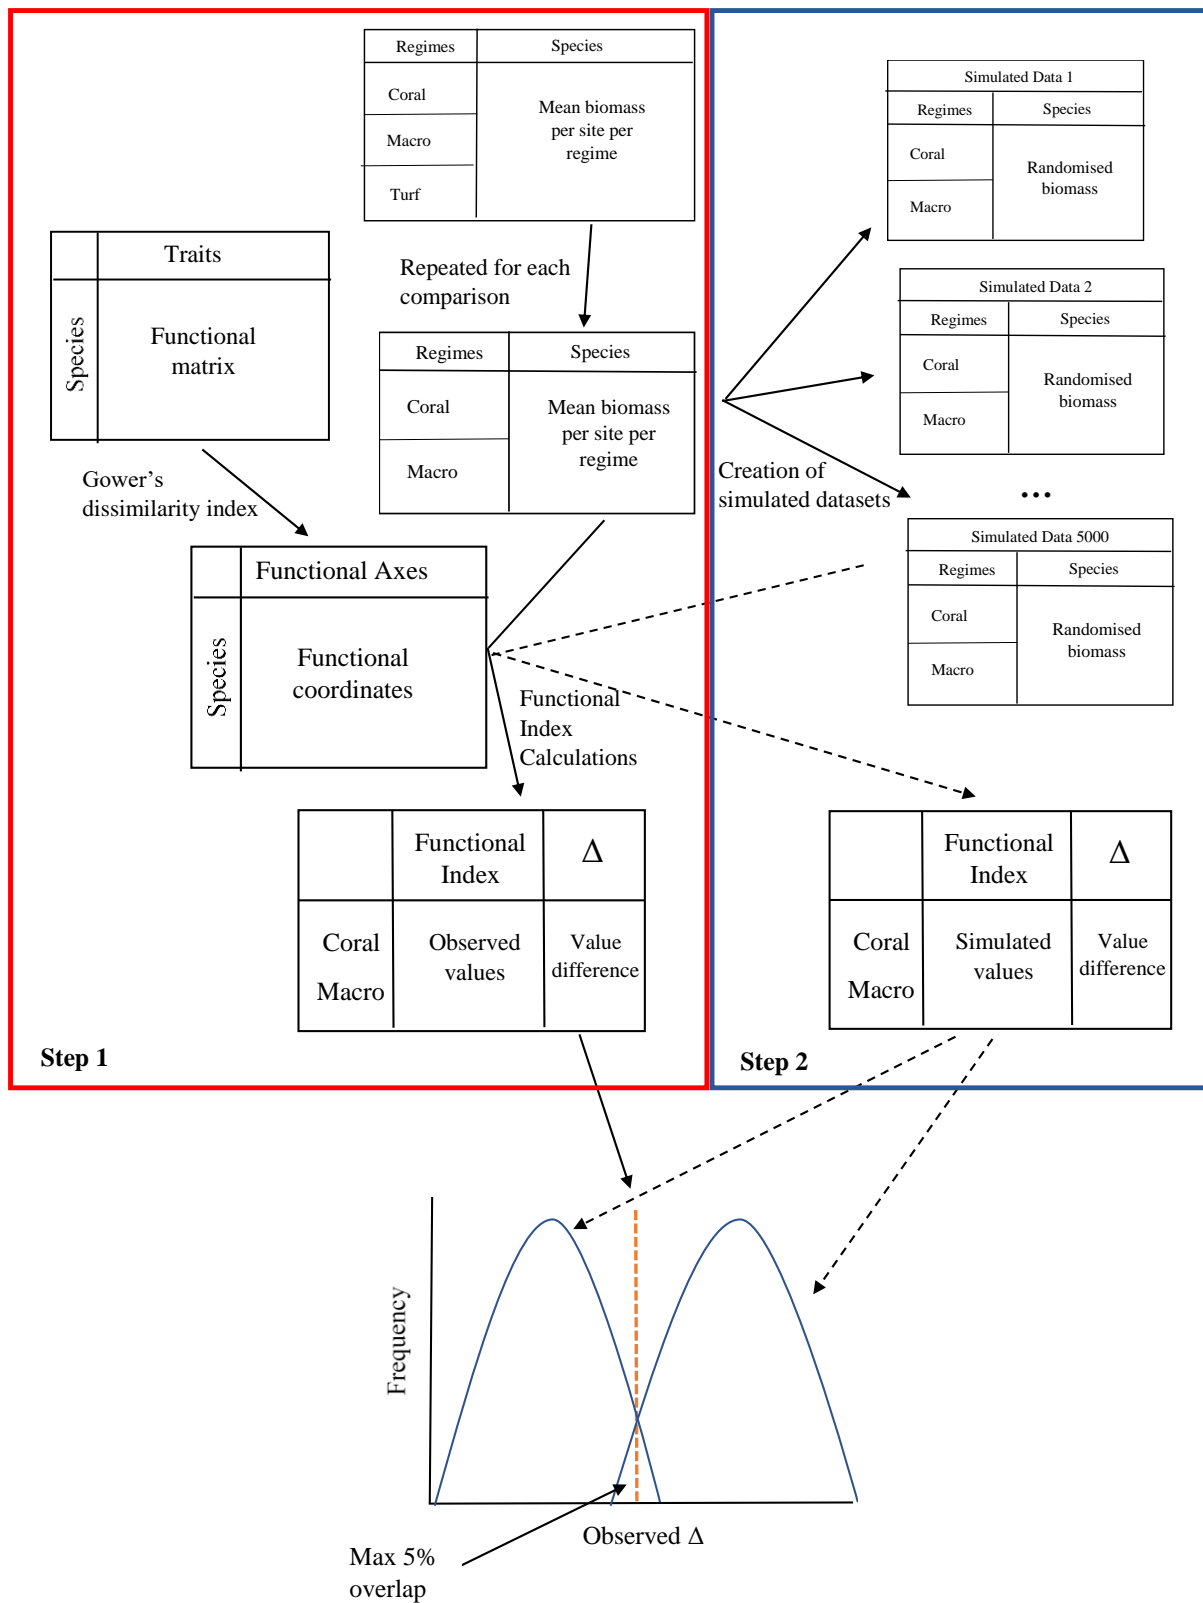 Regimes
Species
Coral
Macro
Turf
Mean biomass
per site per
regime
Traits
Species
Functional
matrix
Repeated for each
comparison
Regimes
Species
Coral
Macro
Mean biomass
per site per
regime
Gower’s
dissimilarity index
Functional Axes
Species
Functional
coordinates
Functional
Index
Calculations
Functional
Index
Δ
Coral
Macro
Observed
values
Value
difference
Step 1
Simulated Data 1
Regimes
Species
Coral
Macro
Randomised
biomass
Simulated Data 2
Regimes
Species
Coral
Macro
Randomised
biomass
Creation of
simulated datasets
...
Simulated Data 5000
Regimes
Species
Coral
Macro
Randomised
biomass
Functional
Index
Δ
Coral
Macro
Simulated
values
Value
difference
Step 2
Frequency
Observed Δ
Max 5%
overlap